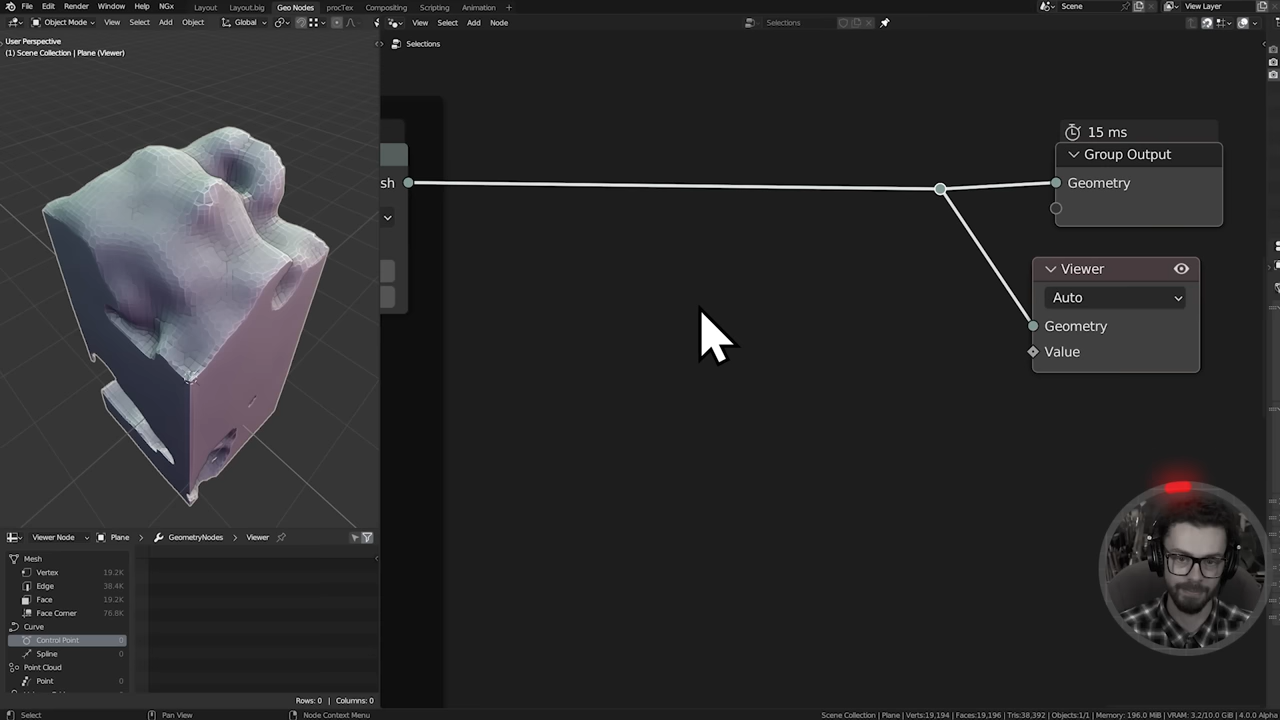 File Edit Render Window Help NGx Layout Layout.big Geo Nodes procTex Compositing Scripting Animation + Scene View Layer
Object Mode View Select Add Object Global View Select Add Node Selections
User Perspective
(1) Scene Collection | Plane (Viewer)
Selections
15 ms
Group Output
Geometry
sh
Viewer
Auto
Geometry
Value
Viewer Node Plane GeometryNodes Viewer
Mesh
Vertex 19.2K
Edge 38.4K
Face 19.2K
Face Corner 76.8K
Curve
Control Point 0
Spline 0
Point Cloud
Point 0
Rows: 0 | Columns: 0
Select Pan View Node Context Menu Scene Collection | Plane | Verts:19,194 | Faces:19,196 | Tris:38,392 | Objects:1/1 | Memory: 196.0 MiB | VRAM: 3.2/10.0 GiB | 4.0.0 Alpha